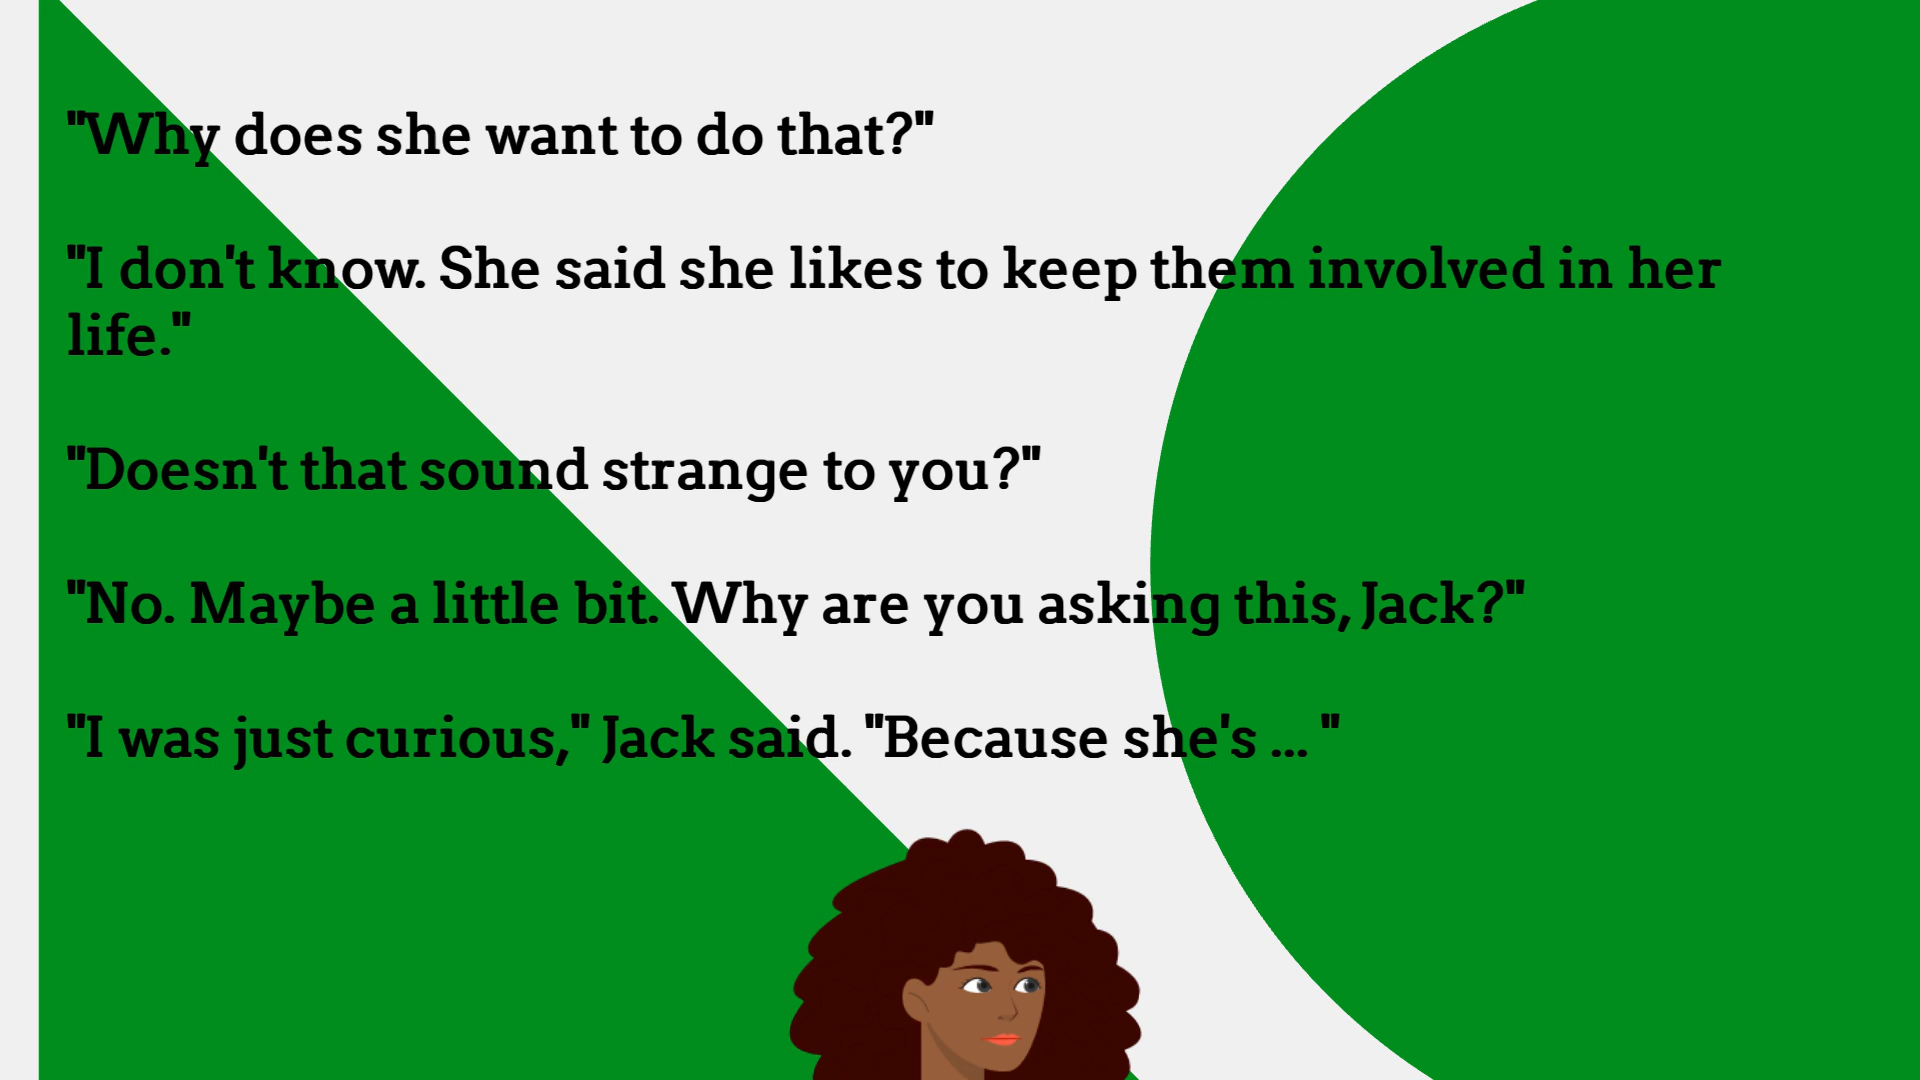 "Why does she want to do that?"
"I don't know. She said she likes to keep them involved in her
life."
"Doesn't that sound strange to you?"
"No. Maybe a little bit. Why are you asking this, Jack?"
"I was just curious," Jack said. "Because she's ... "